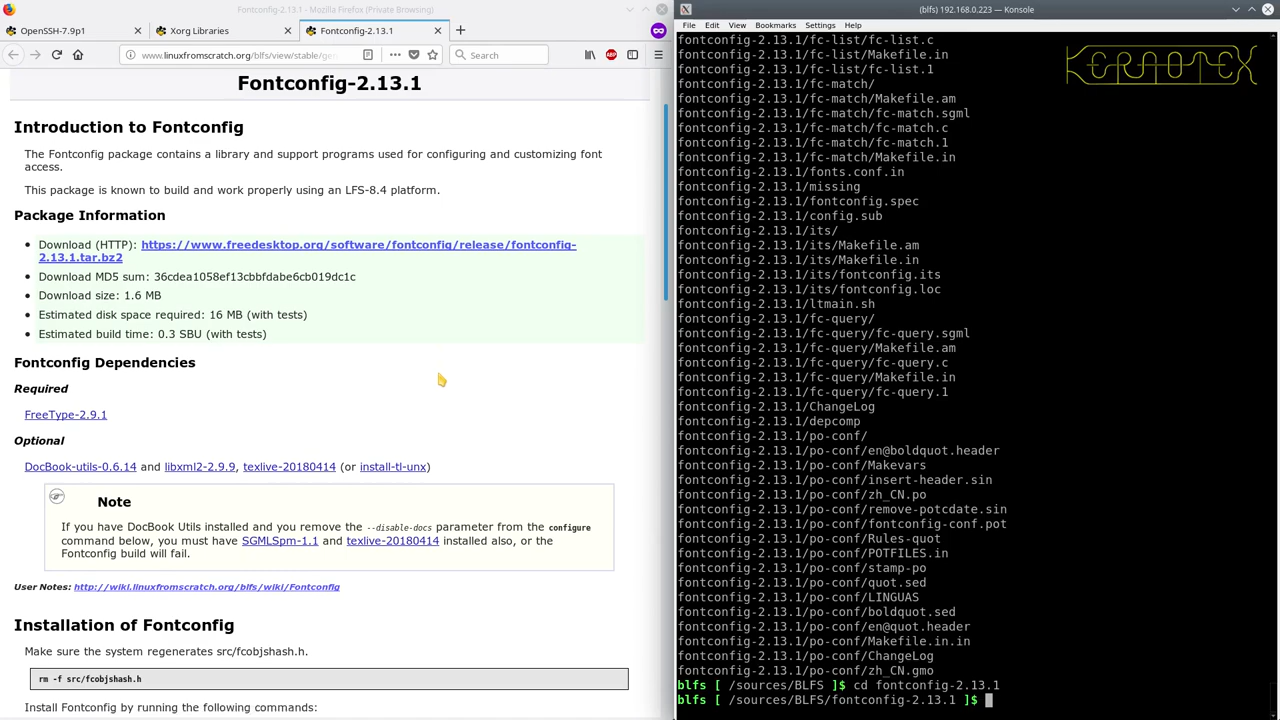 Fontconfig-2.13.1 - Mozilla Firefox (Private Browsing)
OpenSSH-7.9p1
Xorg Libraries
Fontconfig-2.13.1
www.linuxfromscratch.org/blfs/view/stable/ge
Search
Fontconfig-2.13.1
Introduction to Fontconfig
The Fontconfig package contains a library and support programs used for configuring and customizing font
access.
This package is known to build and work properly using an LFS-8.4 platform.
Package Information
Download (HTTP): https://www.freedesktop.org/software/fontconfig/release/fontconfig-
2.13.1.tar.bz2
Download MD5 sum: 36cdea1058ef13cbbfdabe6cb019dc1c
Download size: 1.6 MB
Estimated disk space required: 16 MB (with tests)
Estimated build time: 0.3 SBU (with tests)
Fontconfig Dependencies
Required
FreeType-2.9.1
Optional
DocBook-utils-0.6.14 and libxml2-2.9.9, texlive-20180414 (or install-tl-unx)
Note
If you have DocBook Utils installed and you remove the --disable-docs parameter from the configure
command below, you must have SGMLSpm-1.1 and texlive-20180414 installed also, or the
Fontconfig build will fail.
User Notes: http://wiki.linuxfromscratch.org/blfs/wiki/Fontconfig
Installation of Fontconfig
Make sure the system regenerates src/fcobjshash.h.
rm -f src/fcobjshash.h
Install Fontconfig by running the following commands:
(blfs) 192.168.0.223 — Konsole
File Edit View Bookmarks Settings Help
KERNOTEX
fontconfig-2.13.1/fc-list/fc-list.c
fontconfig-2.13.1/fc-list/Makefile.in
fontconfig-2.13.1/fc-list/fc-list.1
fontconfig-2.13.1/fc-match/
fontconfig-2.13.1/fc-match/Makefile.am
fontconfig-2.13.1/fc-match/fc-match.sgml
fontconfig-2.13.1/fc-match/fc-match.c
fontconfig-2.13.1/fc-match/fc-match.1
fontconfig-2.13.1/fc-match/Makefile.in
fontconfig-2.13.1/fonts.conf.in
fontconfig-2.13.1/missing
fontconfig-2.13.1/fontconfig.spec
fontconfig-2.13.1/config.sub
fontconfig-2.13.1/its/
fontconfig-2.13.1/its/Makefile.am
fontconfig-2.13.1/its/Makefile.in
fontconfig-2.13.1/its/fontconfig.its
fontconfig-2.13.1/its/fontconfig.loc
fontconfig-2.13.1/ltmain.sh
fontconfig-2.13.1/fc-query/
fontconfig-2.13.1/fc-query/fc-query.sgml
fontconfig-2.13.1/fc-query/Makefile.am
fontconfig-2.13.1/fc-query/fc-query.c
fontconfig-2.13.1/fc-query/Makefile.in
fontconfig-2.13.1/fc-query/fc-query.1
fontconfig-2.13.1/ChangeLog
fontconfig-2.13.1/depcomp
fontconfig-2.13.1/po-conf/
fontconfig-2.13.1/po-conf/en@boldquot.header
fontconfig-2.13.1/po-conf/Makevars
fontconfig-2.13.1/po-conf/insert-header.sin
fontconfig-2.13.1/po-conf/zh_CN.po
fontconfig-2.13.1/po-conf/remove-potcdate.sin
fontconfig-2.13.1/po-conf/fontconfig-conf.pot
fontconfig-2.13.1/po-conf/Rules-quot
fontconfig-2.13.1/po-conf/POTFILES.in
fontconfig-2.13.1/po-conf/stamp-po
fontconfig-2.13.1/po-conf/quot.sed
fontconfig-2.13.1/po-conf/LINGUAS
fontconfig-2.13.1/po-conf/boldquot.sed
fontconfig-2.13.1/po-conf/en@quot.header
fontconfig-2.13.1/po-conf/Makefile.in.in
fontconfig-2.13.1/po-conf/ChangeLog
fontconfig-2.13.1/po-conf/zh_CN.gmo
blfs [ /sources/BLFS ]$ cd fontconfig-2.13.1
blfs [ /sources/BLFS/fontconfig-2.13.1 ]$